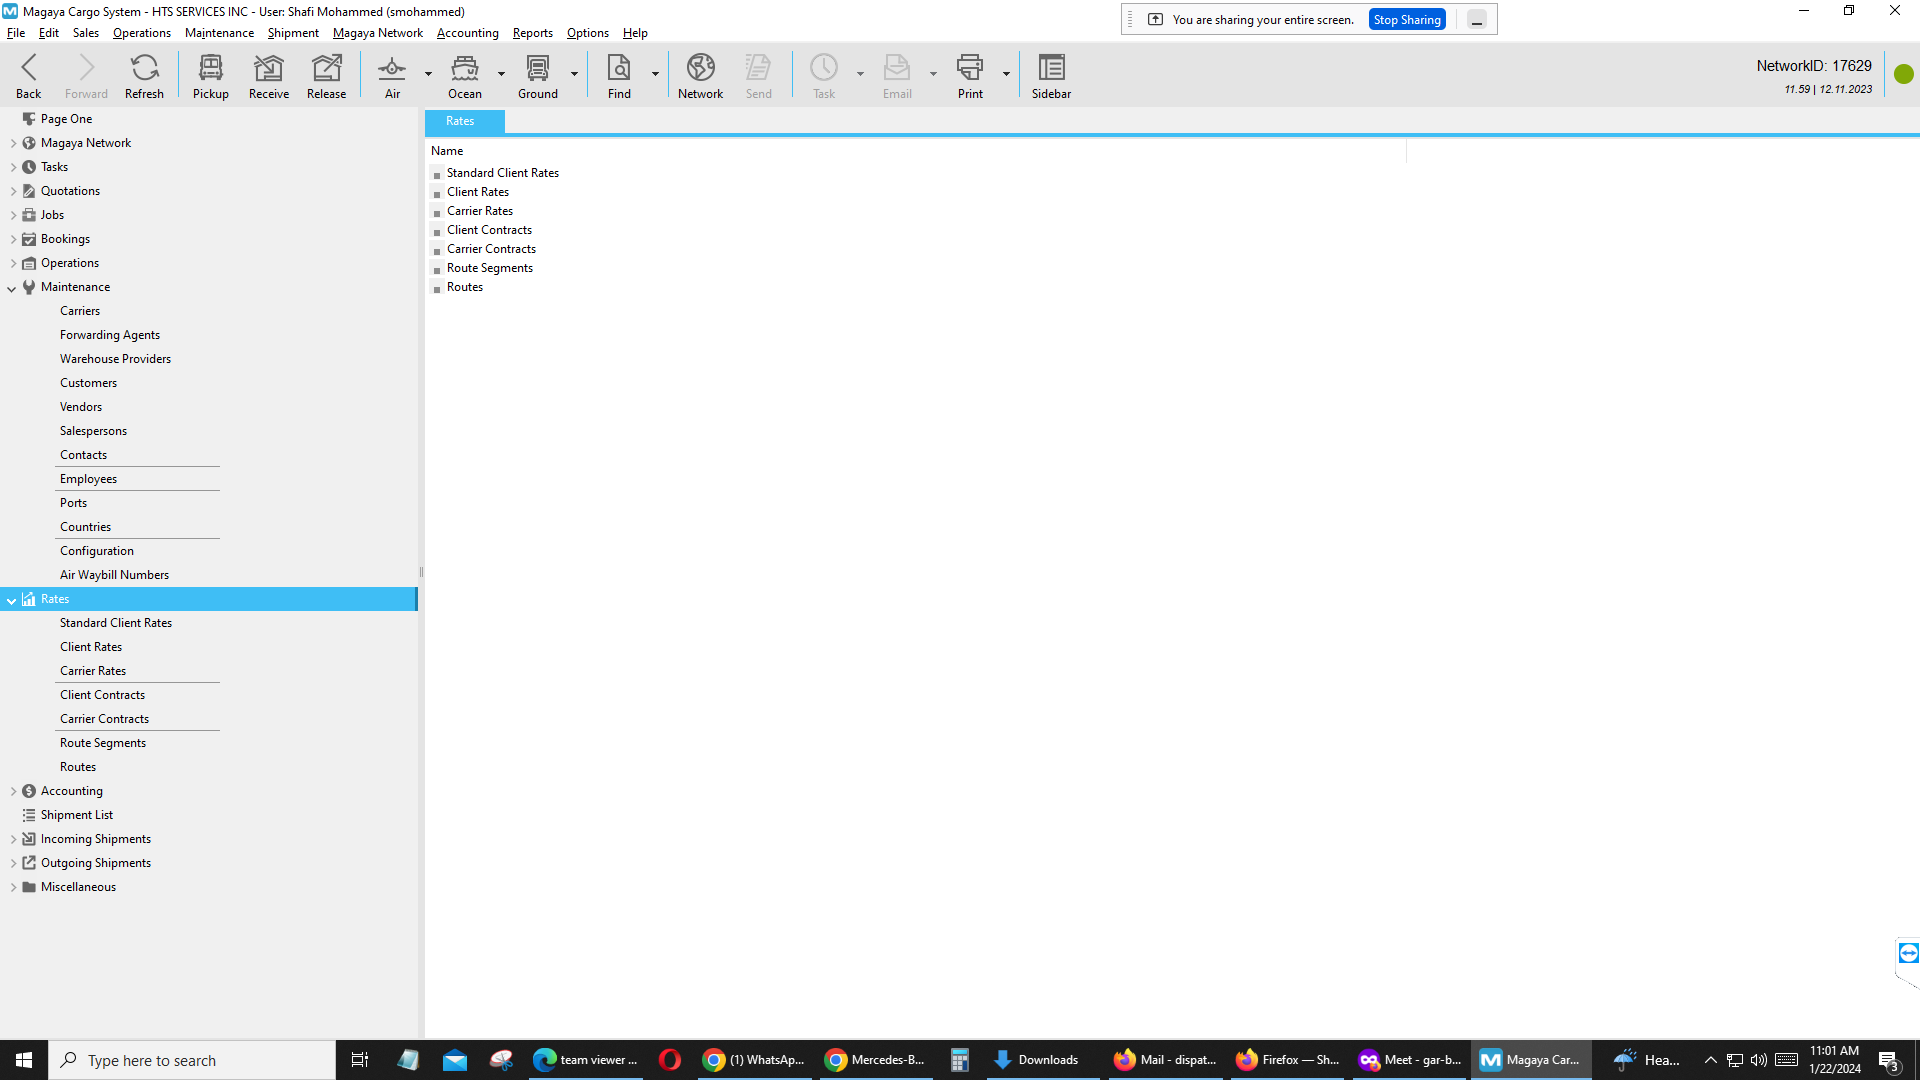 Magaya Cargo System - HTS SERVICES INC - User: Shafi Mohammed (smohammed)
You are sharing your entire screen. Stop Sharing
File Edit Sales Operations Maintenance Shipment Magaya Network Accounting Reports Options Help
Back Forward Refresh Pickup Receive Release Air Ocean Ground Find Network Send Task Email Print Sidebar
NetworkID: 17629
11.59 | 12.11.2023
Page One
Magaya Network
Tasks
Quotations
Jobs
Bookings
Operations
Maintenance
Carriers
Forwarding Agents
Warehouse Providers
Customers
Vendors
Salespersons
Contacts
Employees
Ports
Countries
Configuration
Air Waybill Numbers
Rates
Standard Client Rates
Client Rates
Carrier Rates
Client Contracts
Carrier Contracts
Route Segments
Routes
Accounting
Shipment List
Incoming Shipments
Outgoing Shipments
Miscellaneous
Rates
Name
Standard Client Rates
Client Rates
Carrier Rates
Client Contracts
Carrier Contracts
Route Segments
Routes
Type here to search
team viewer ...
(1) WhatsAp...
Mercedes-B...
Downloads
Mail - dispat...
Firefox — Sh...
Meet - gar-b...
Magaya Car...
Hea...
11:01 AM
1/22/2024
3